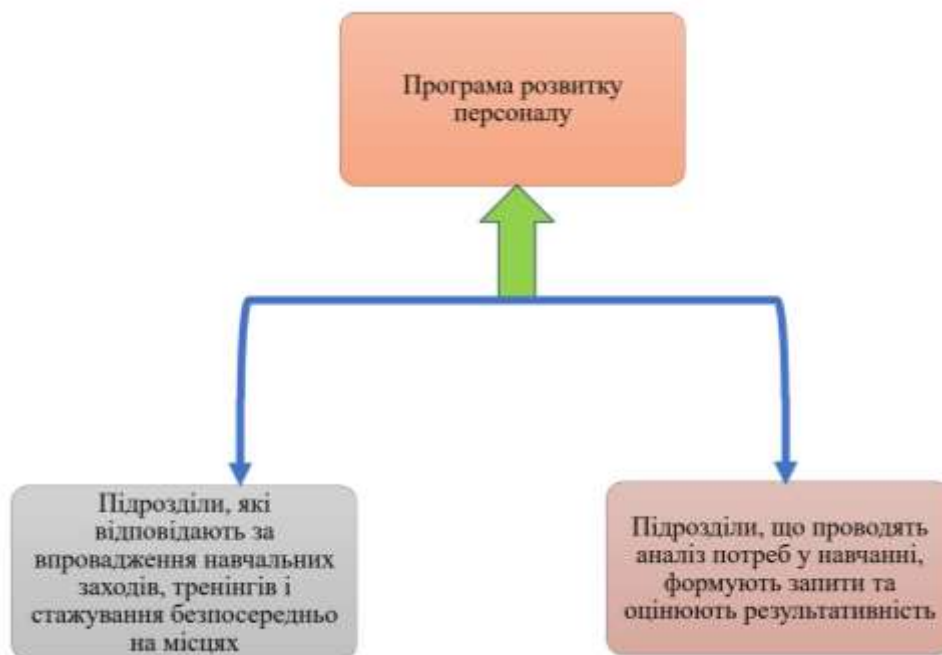 Програма розвитку
персоналу
Підрозділи, які
відповідають за
впровадження навчальних
заходів, тренінгів і
стажування безпосередньо
на місцях
Підрозділи, що проводять
аналіз потреб у навчанні,
формують запити та
оцінюють результативність